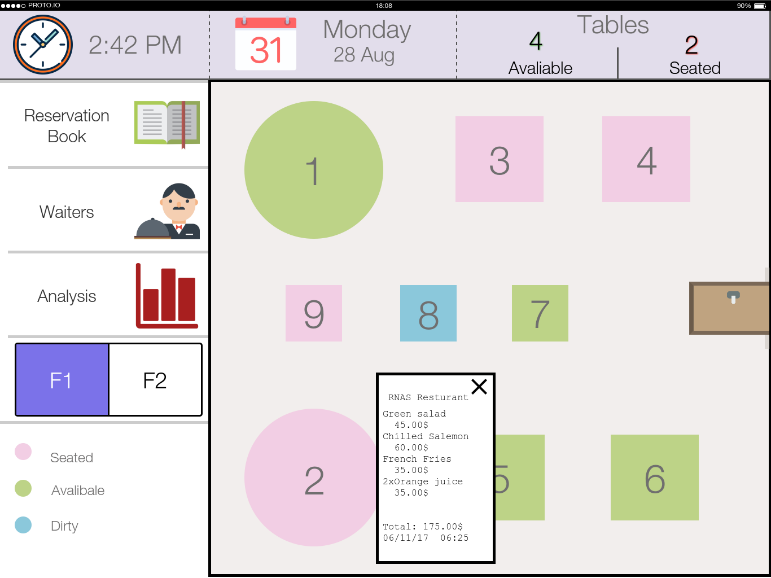 PROTO.IO
18:08
90%
2:42 PM
31
Monday
28 Aug
Tables
4
Avaliable
2
Seated
Reservation
Book
Waiters
Analysis
F1
F2
Seated
Avalibale
Dirty
1
3
4
9
8
7
2
5
6
RNAS Resturant
Green salad
45.00$
Chilled Salemon
60.00$
French Fries
35.00$
2xOrange juice
35.00$
Total: 175.00$
06/11/17 06:25